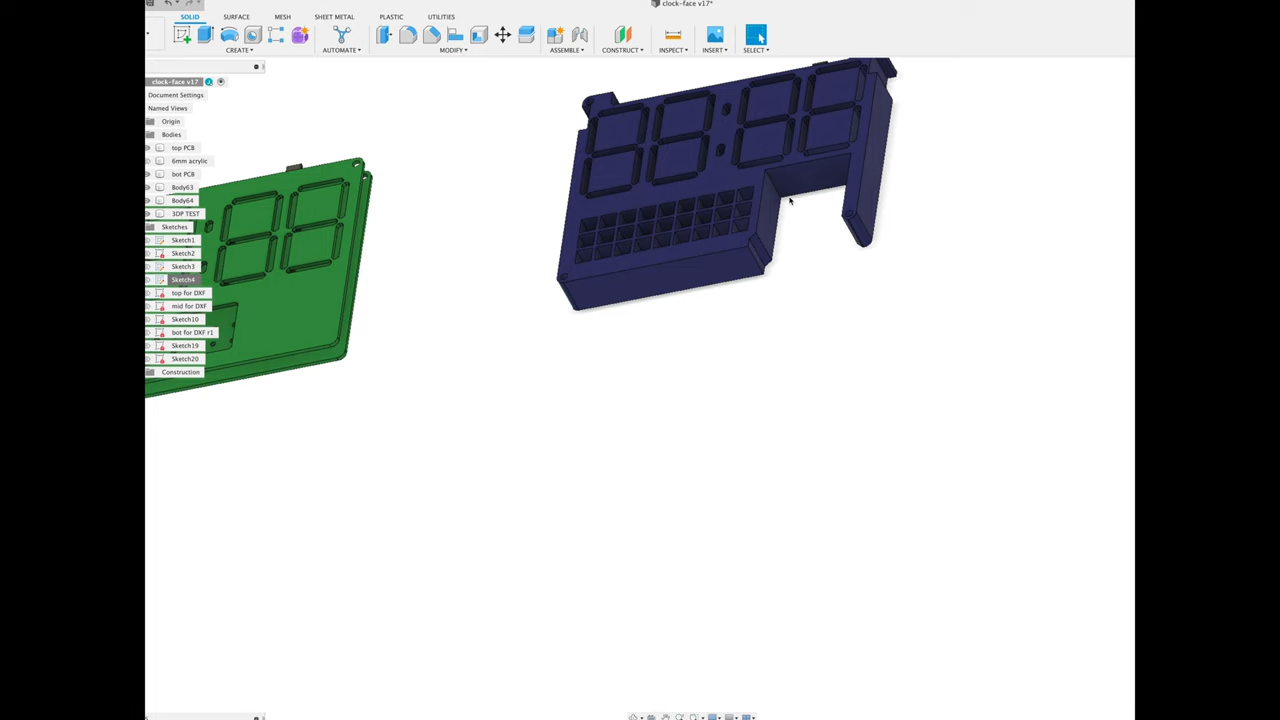 clock-face v17*
SOLID SURFACE MESH SHEET METAL PLASTIC UTILITIES
CREATE AUTOMATE MODIFY ASSEMBLE CONSTRUCT INSPECT INSERT SELECT
clock-face v17
Document Settings
Named Views
Origin
Bodies
top PCB
6mm acrylic
bot PCB
Body63
Body64
3DP TEST
Sketches
Sketch1
Sketch2
Sketch3
Sketch4
top for DXF
mid for DXF
Sketch10
bot for DXF r1
Sketch19
Sketch20
Construction